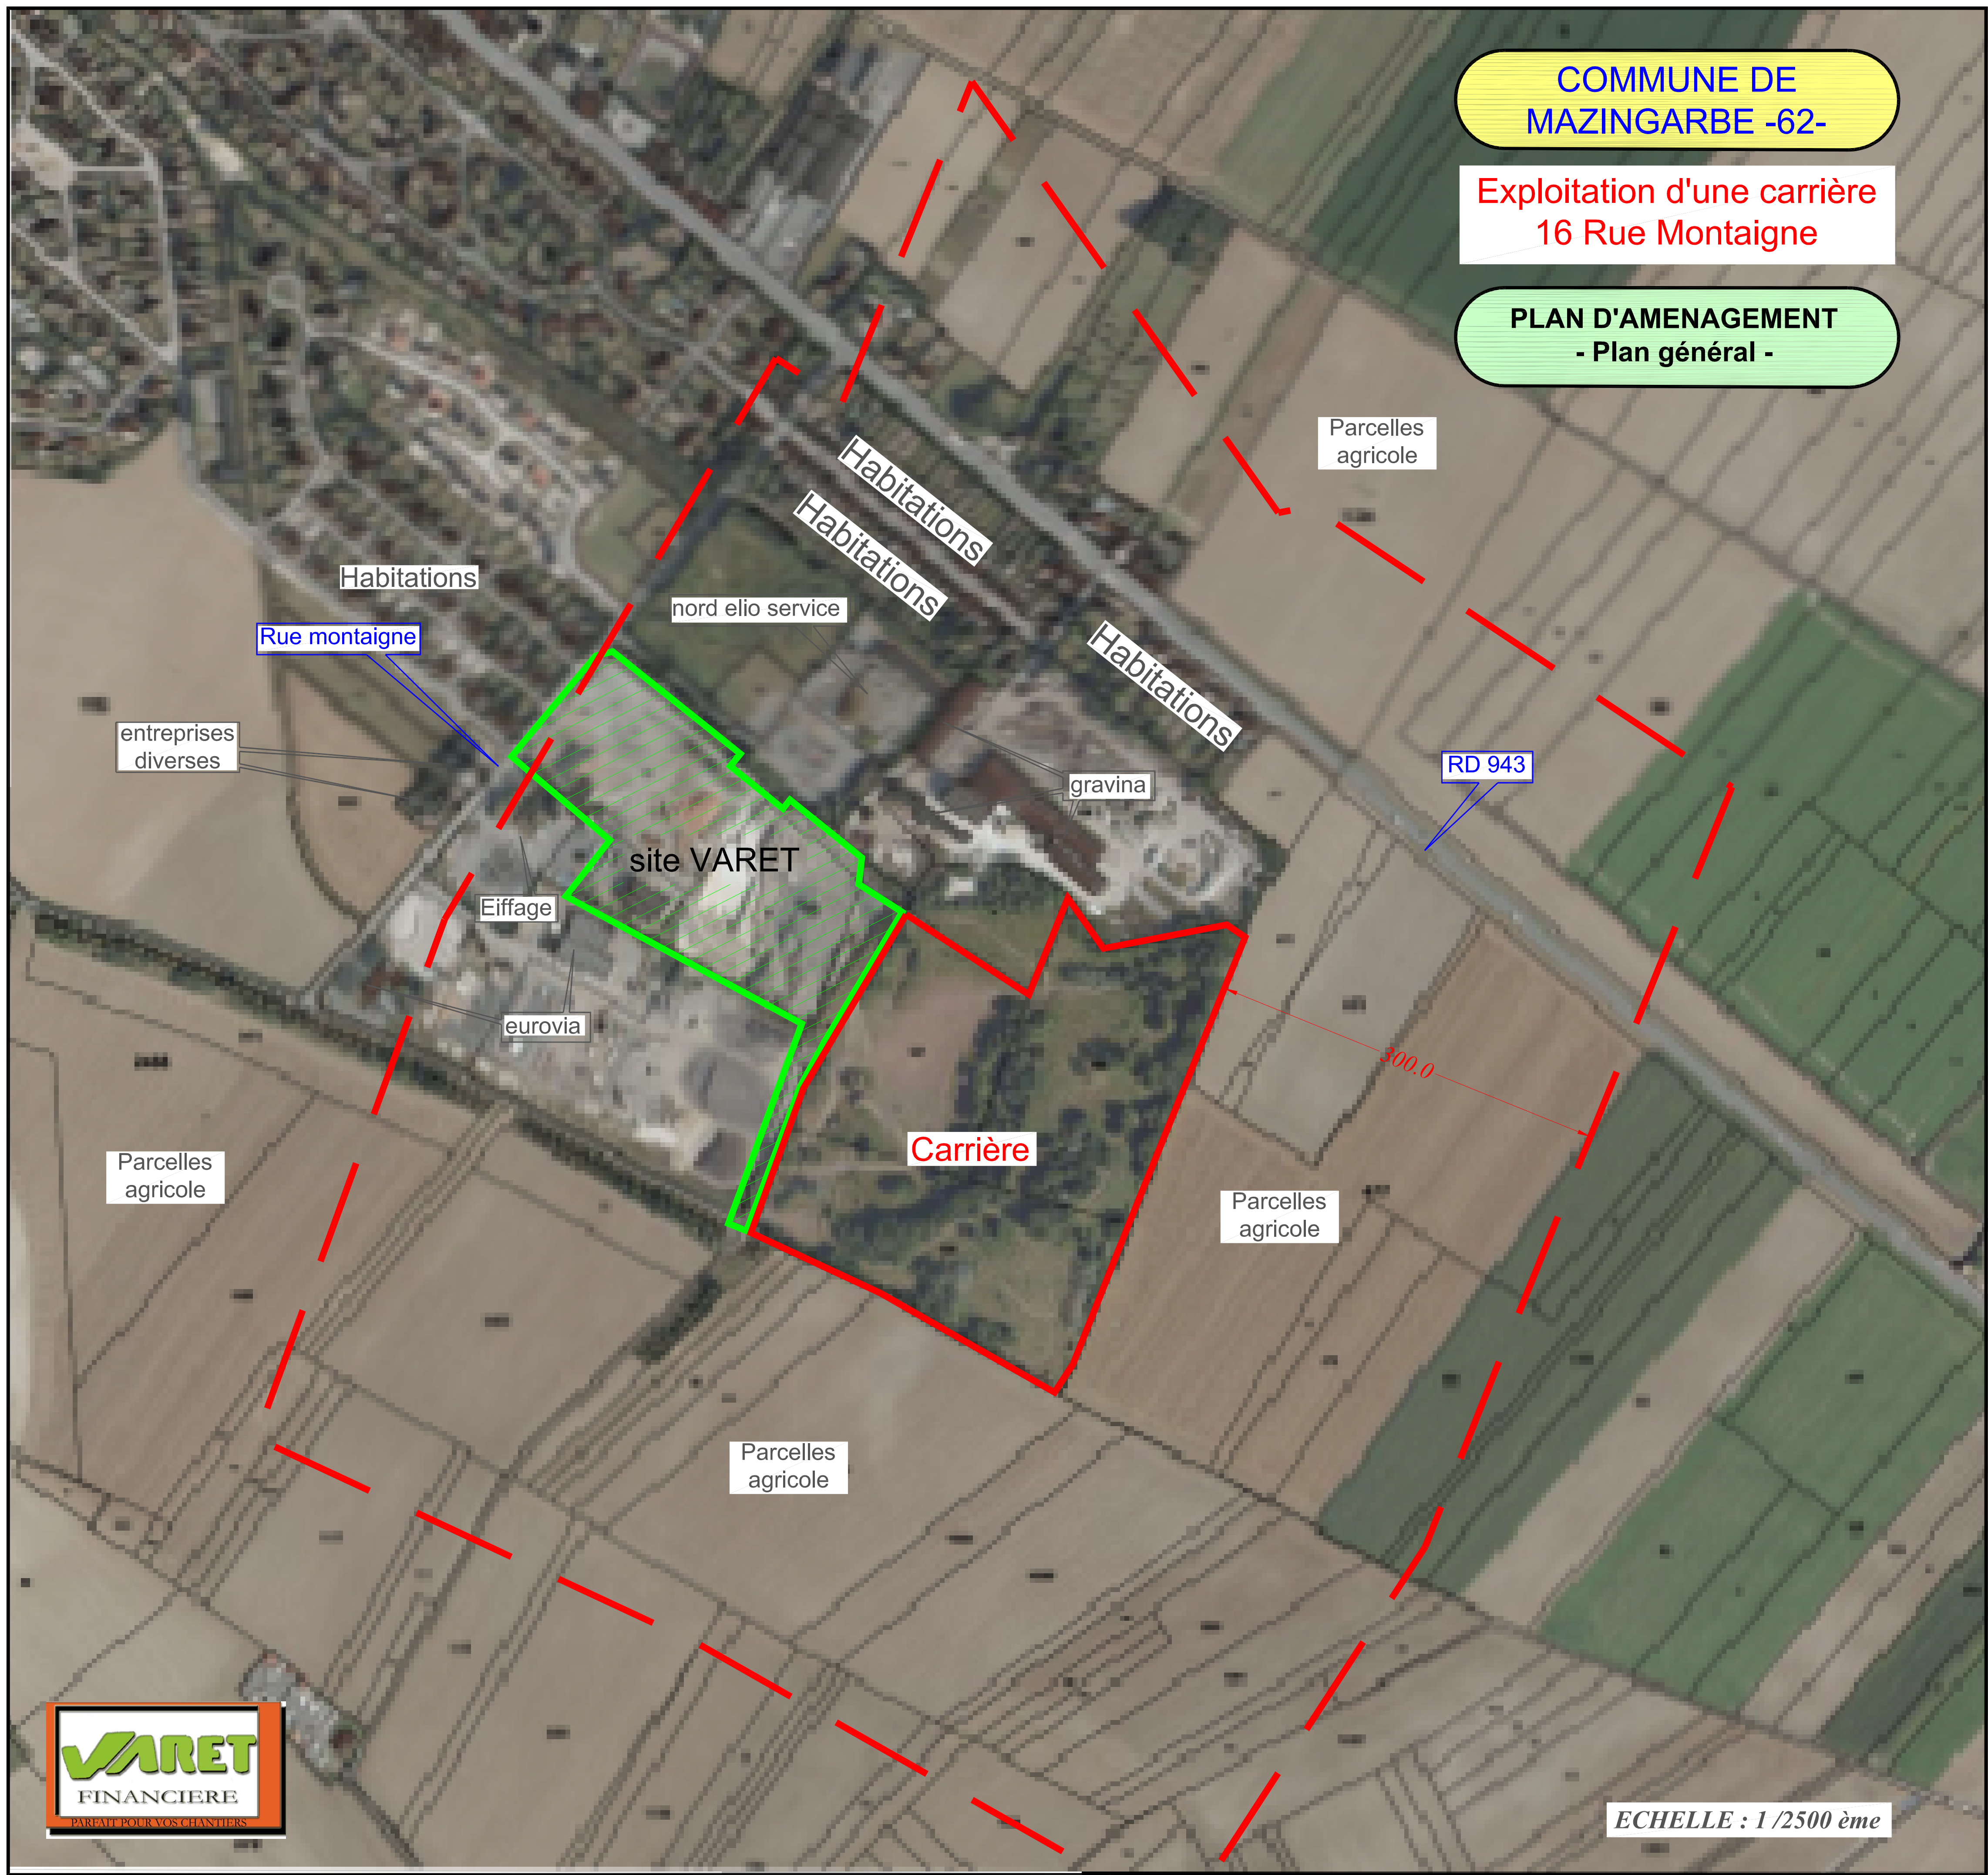 COMMUNE DE
MAZINGARBE -62-
Exploitation d'une carrière
16 Rue Montaigne
PLAN D'AMENAGEMENT
- Plan général -
Parcelles
agricole
Habitations
Habitations
Habitations
nord elio service
Rue montaigne
Habitations
entreprises
diverses
RD 943
gravina
site VARET
Eiffage
eurovia
300.0
Carrière
Parcelles
agricole
Parcelles
agricole
Parcelles
agricole
VARET
FINANCIERE
PARFAIT POUR VOS CHANTIERS
ECHELLE : 1 /2500 ème